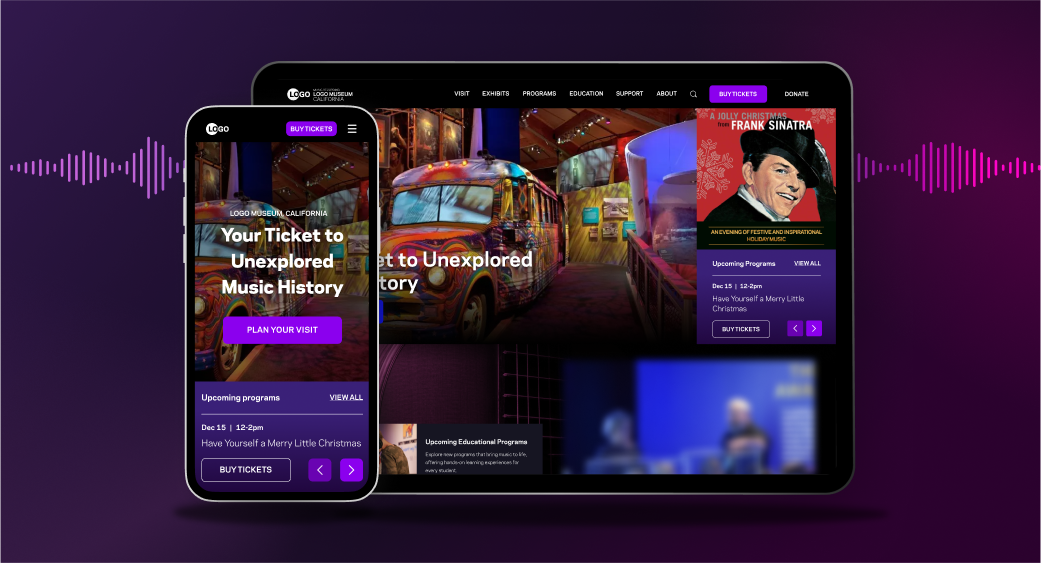 LOGO
MUSIC IS EVERYONE
LOGO MUSEUM
CALIFORNIA
VISIT
EXHIBITS
PROGRAMS
EDUCATION
SUPPORT
ABOUT
BUY TICKETS
DONATE
LOGO
BUY TICKETS
LOGO MUSEUM, CALIFORNIA
Your Ticket to
Unexplored
Music History
PLAN YOUR VISIT
Upcoming programs
VIEW ALL
Dec 15 | 12-2pm
Have Yourself a Merry Little Christmas
BUY TICKETS
et to Unexplored
tory
A JOLLY CHRISTMAS
from FRANK SINATRA
AN EVENING OF FESTIVE AND INSPIRATIONAL
HOLIDAY MUSIC
Upcoming Programs
VIEW ALL
Dec 15 | 12-2pm
Have Yourself a Merry Little
Christmas
BUY TICKETS
Upcoming Educational Programs
Explore new programs that bring music to life,
offering hands-on learning experiences for
every student.